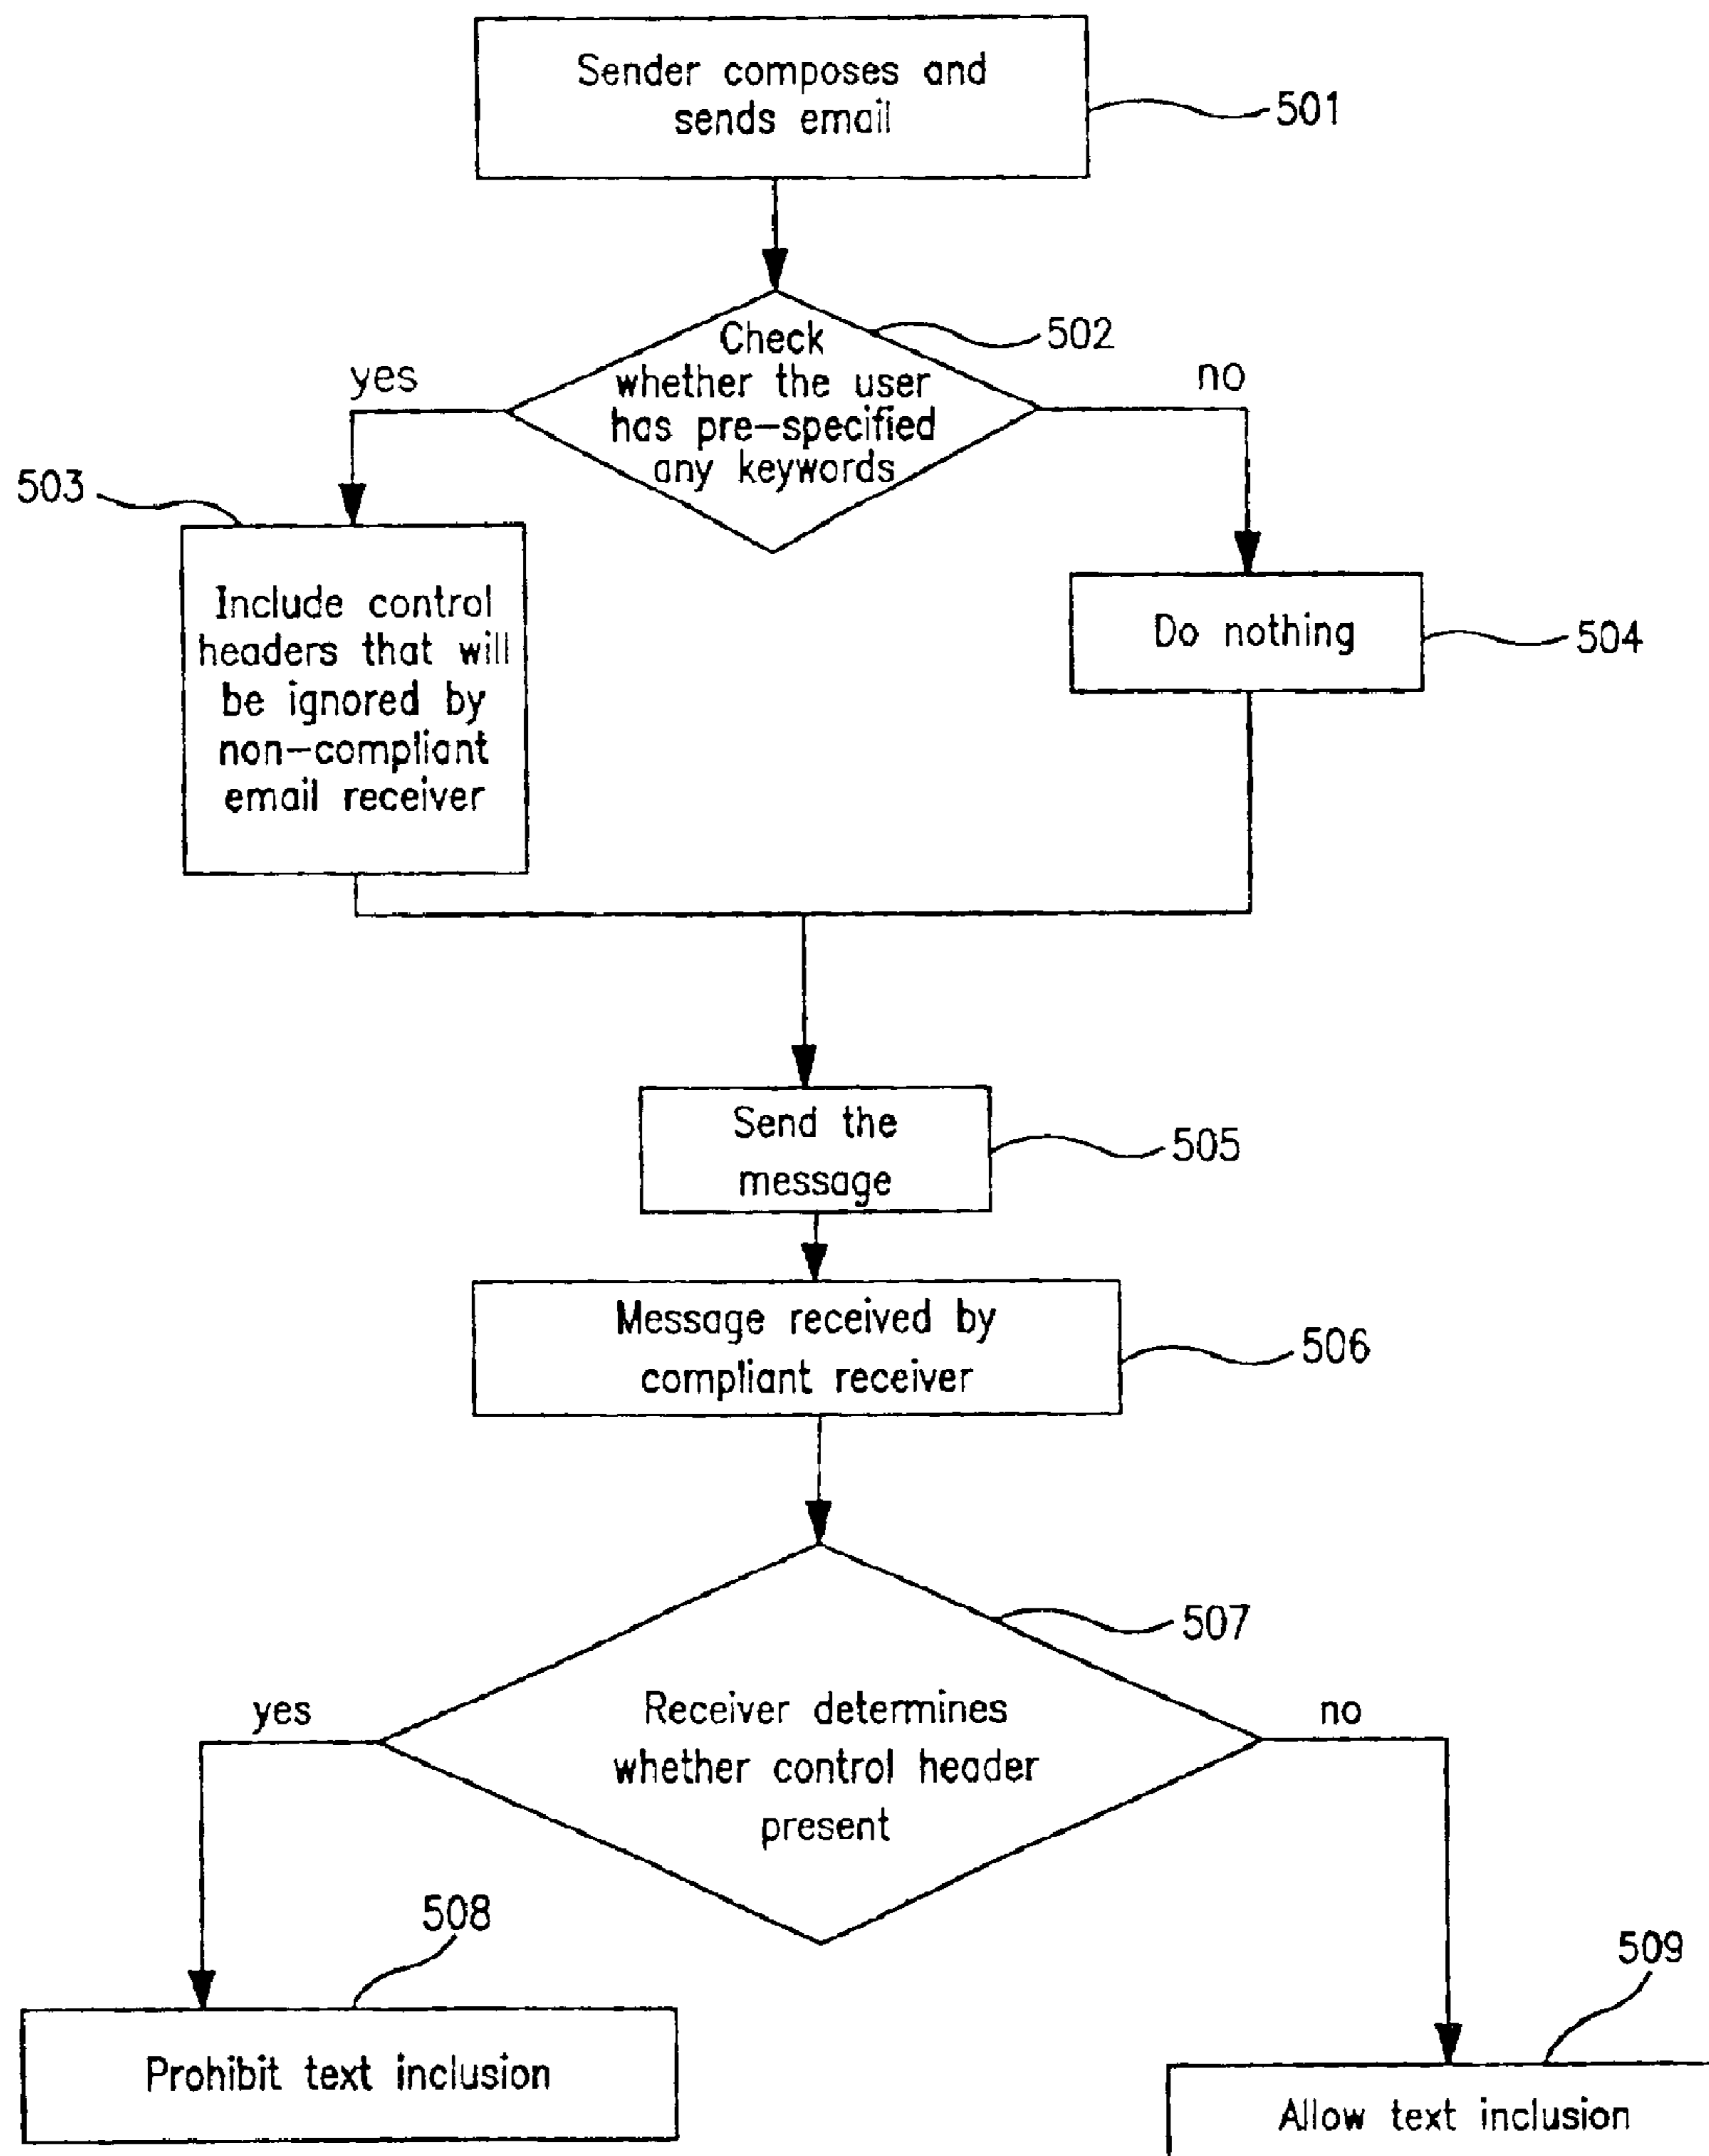 Sender composes and
sends email
501
502
Check
whether the user
has pre-specified
any keywords
yes
no
503
Include control
headers that will
be ignored by
non-compliant
email receiver
Do nothing
504
Send the
message
505
Message received by
compliant receiver
506
507
Receiver determines
whether control header
present
yes
no
508
Prohibit text inclusion
509
Allow text inclusion